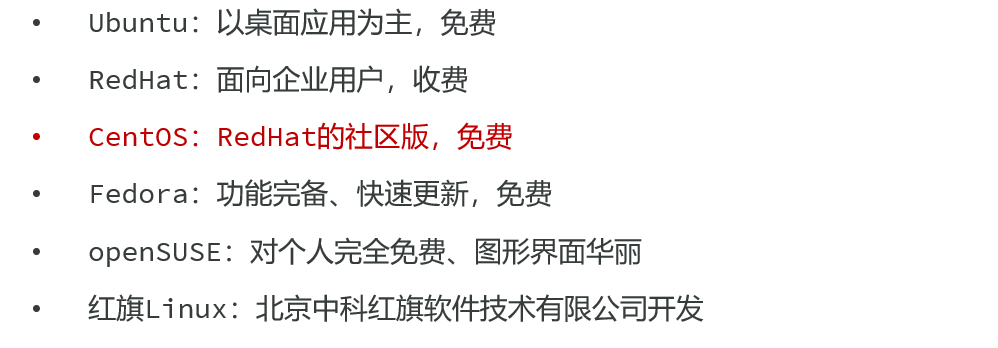 • Ubuntu：以桌面应用为主，免费
• RedHat：面向企业用户，收费
• CentOS：RedHat的社区版，免费
• Fedora：功能完备、快速更新，免费
• openSUSE：对个人完全免费、图形界面华丽
• 红旗Linux：北京中科红旗软件技术有限公司开发